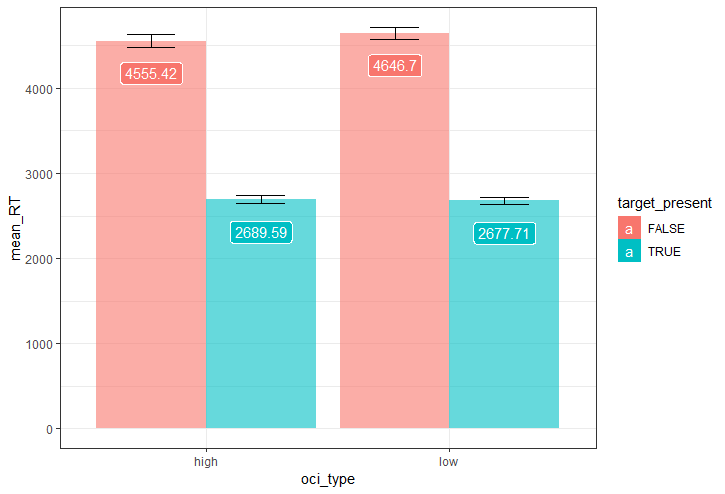 mean_RT
4000
3000
2000
1000
0
4555.42
4646.7
2689.59
2677.71
high
low
oci_type
target_present
a FALSE
a TRUE